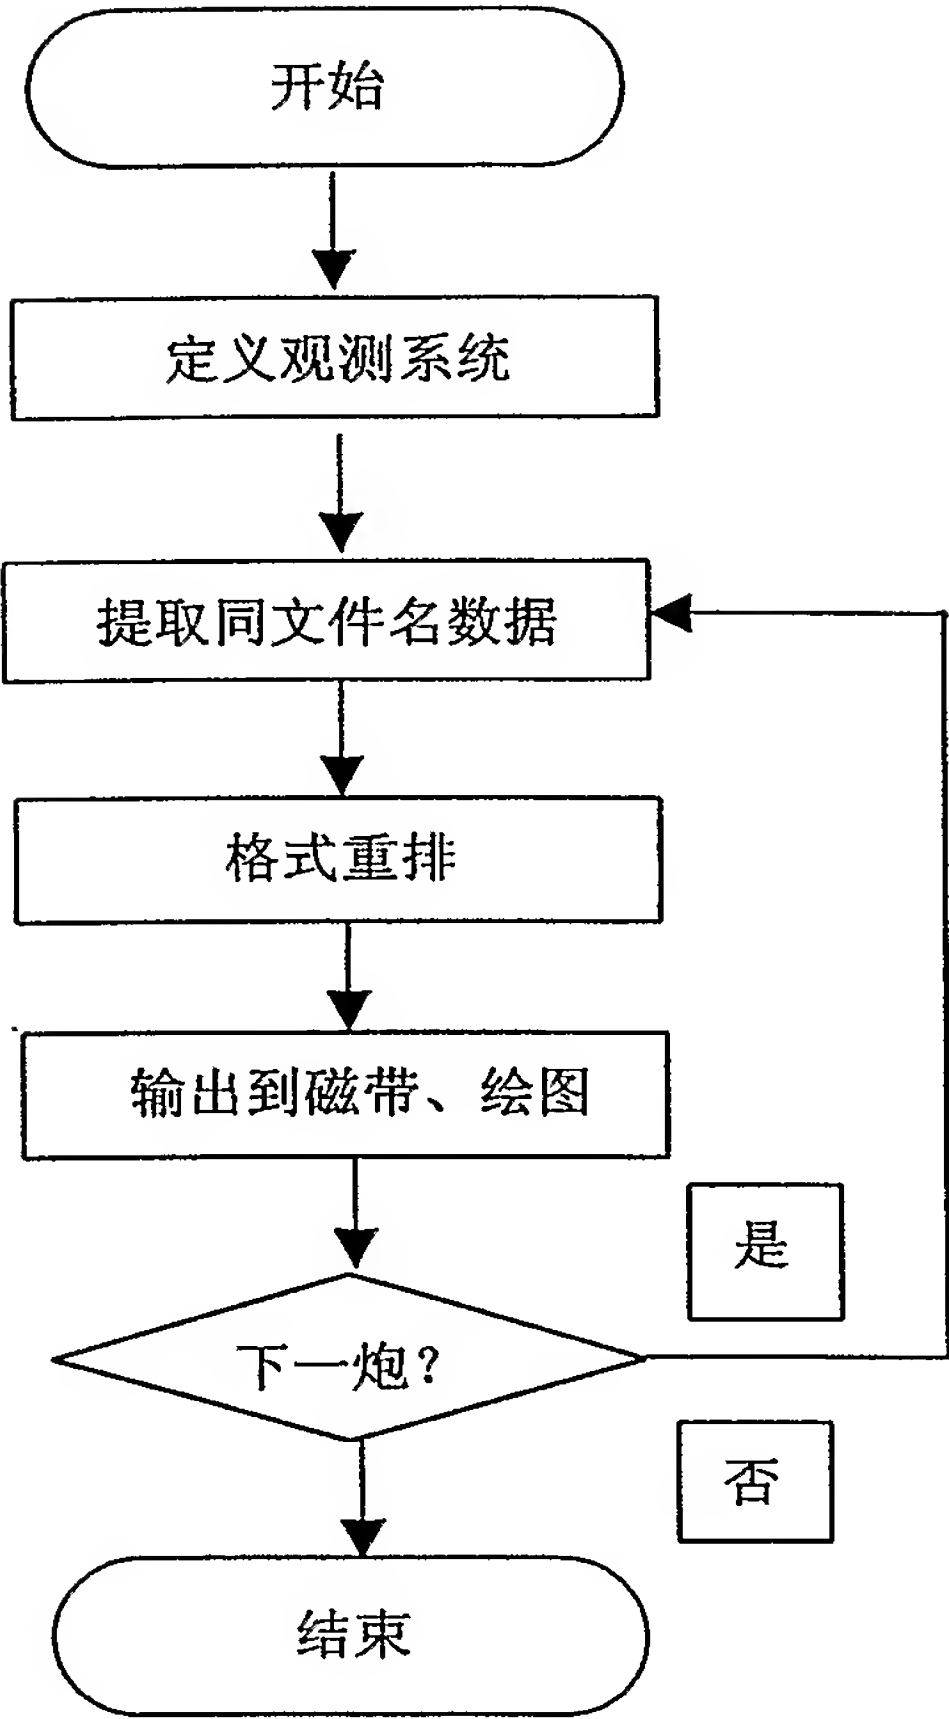 开始
定义观测系统
提取同文件名数据
格式重排
输出到磁带、绘图
是
下一炮?
否
结束